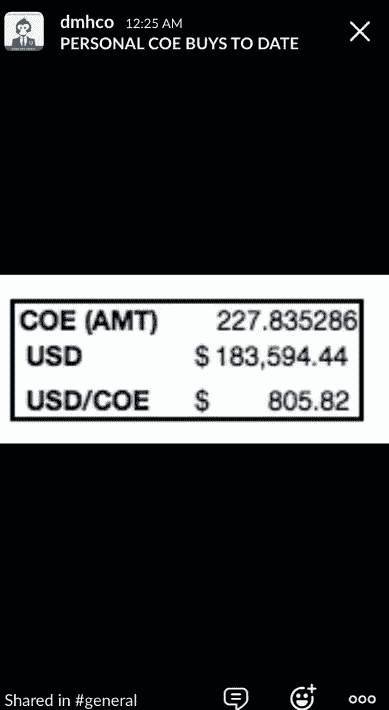 dmhco 12:25 AM
PERSONAL COE BUYS TO DATE
COE (AMT) 227.835286
USD $ 183,594.44
USD/COE $ 805.82
Shared in #general